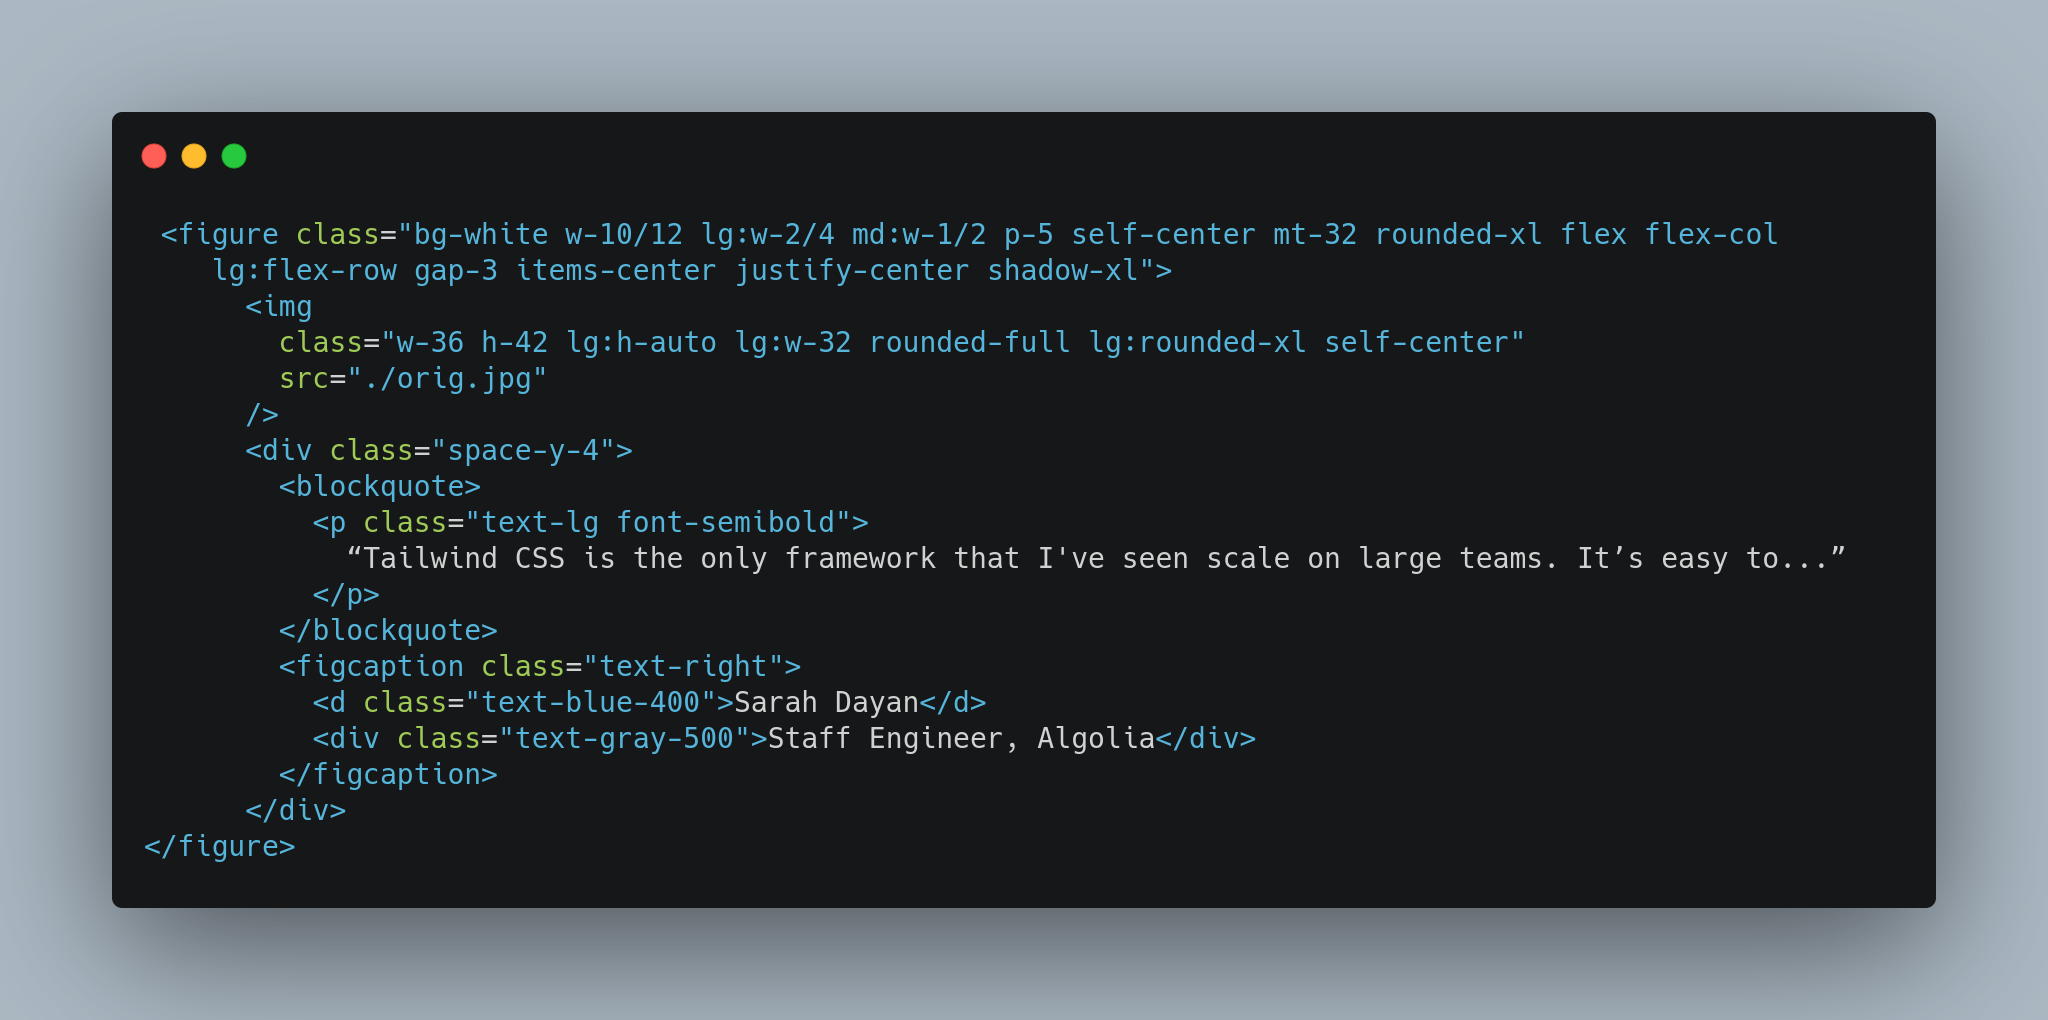 <figure class="bg-white w-10/12 lg:w-2/4 md:w-1/2 p-5 self-center mt-32 rounded-xl flex flex-col
lg:flex-row gap-3 items-center justify-center shadow-xl">
<img
class="w-36 h-42 lg:h-auto lg:w-32 rounded-full lg:rounded-xl self-center"
src="./orig.jpg"
/>
<div class="space-y-4">
<blockquote>
<p class="text-lg font-semibold">
“Tailwind CSS is the only framework that I've seen scale on large teams. It’s easy to...”
</p>
</blockquote>
<figcaption class="text-right">
<d class="text-blue-400">Sarah Dayan</d>
<div class="text-gray-500">Staff Engineer, Algolia</div>
</figcaption>
</div>
</figure>